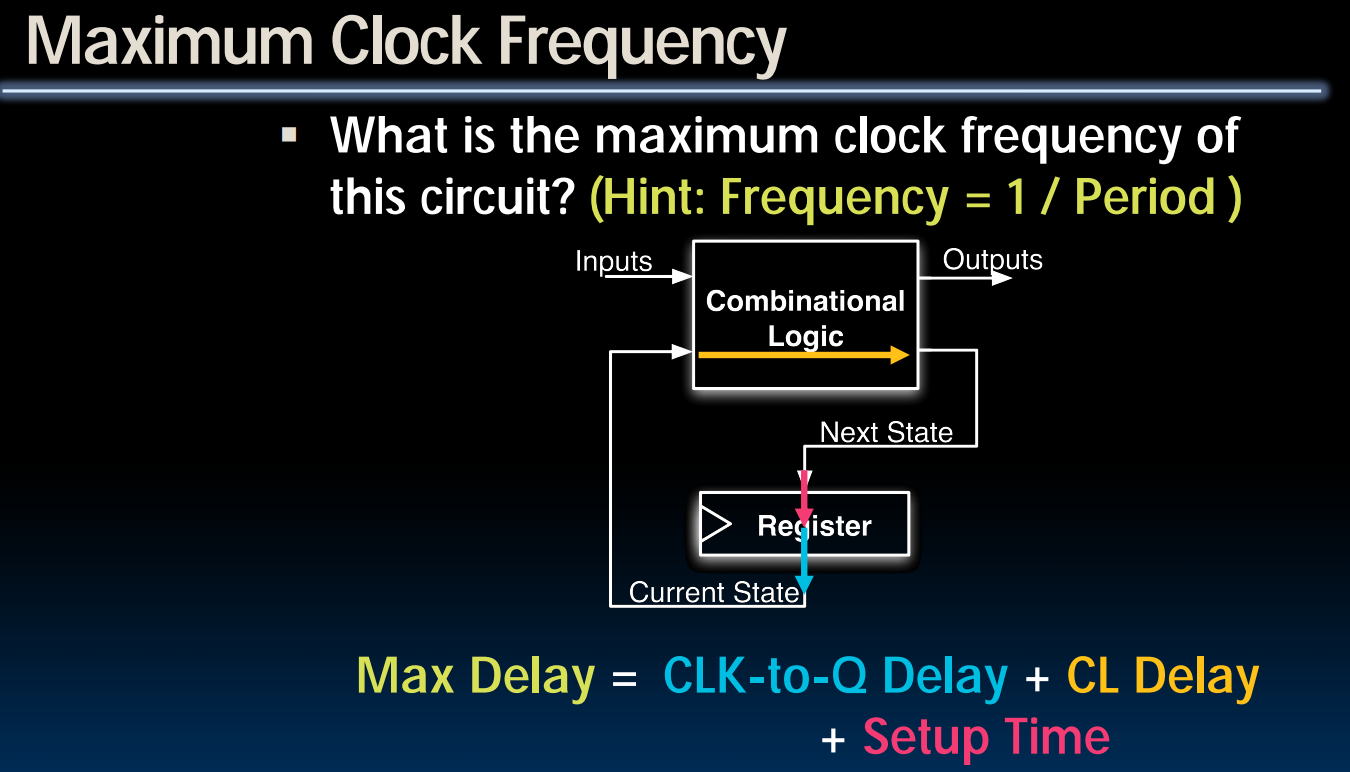 Maximum Clock Frequency
▪ What is the maximum clock frequency of
this circuit? (Hint: Frequency = 1 / Period )
Inputs
Outputs
Combinational
Logic
Next State
Register
Current State
Max Delay = CLK-to-Q Delay + CL Delay
+ Setup Time